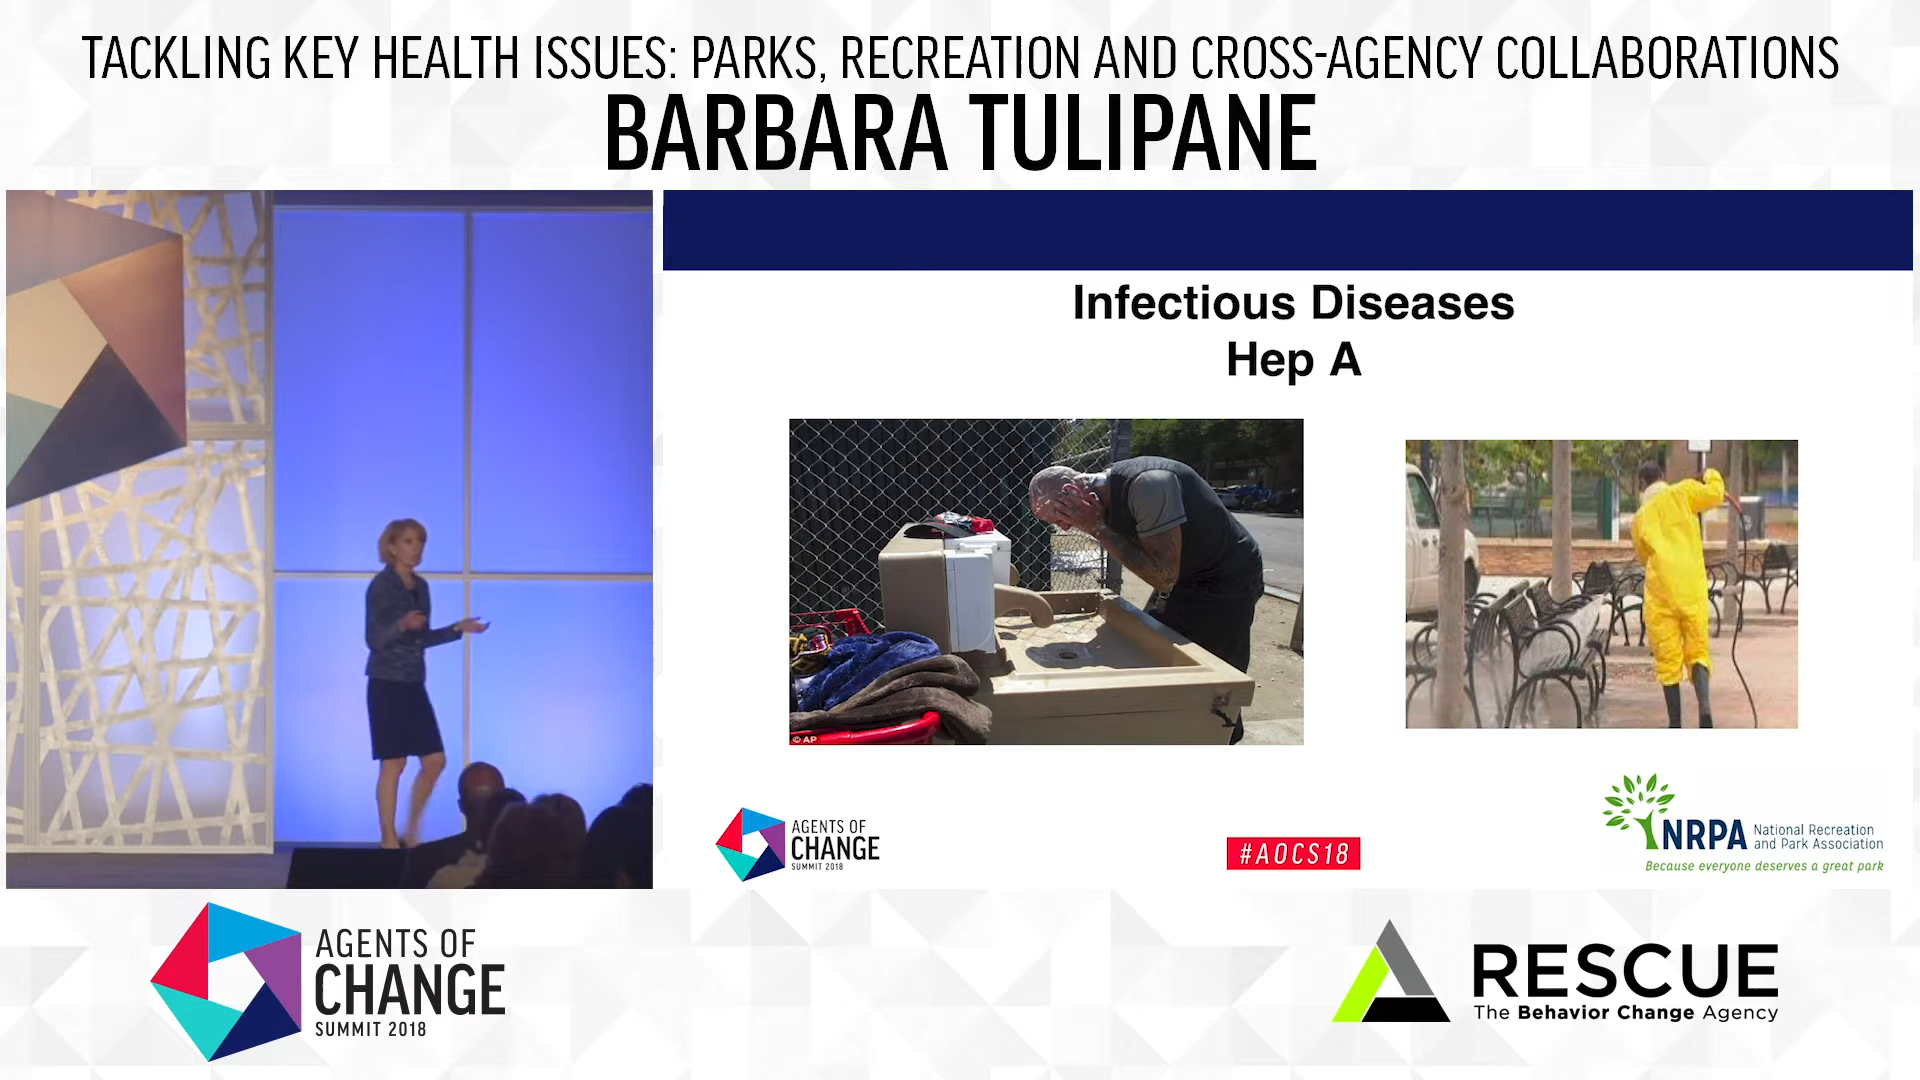 TACKLING KEY HEALTH ISSUES: PARKS, RECREATION AND CROSS-AGENCY COLLABORATIONS
BARBARA TULIPANE
Infectious Diseases
Hep A
© AP
AGENTS OF
CHANGE
SUMMIT 2018
#AOCS18
NRPA
National Recreation
and Park Association
Because everyone deserves a great park
AGENTS OF
CHANGE
SUMMIT 2018
RESCUE
The Behavior Change Agency